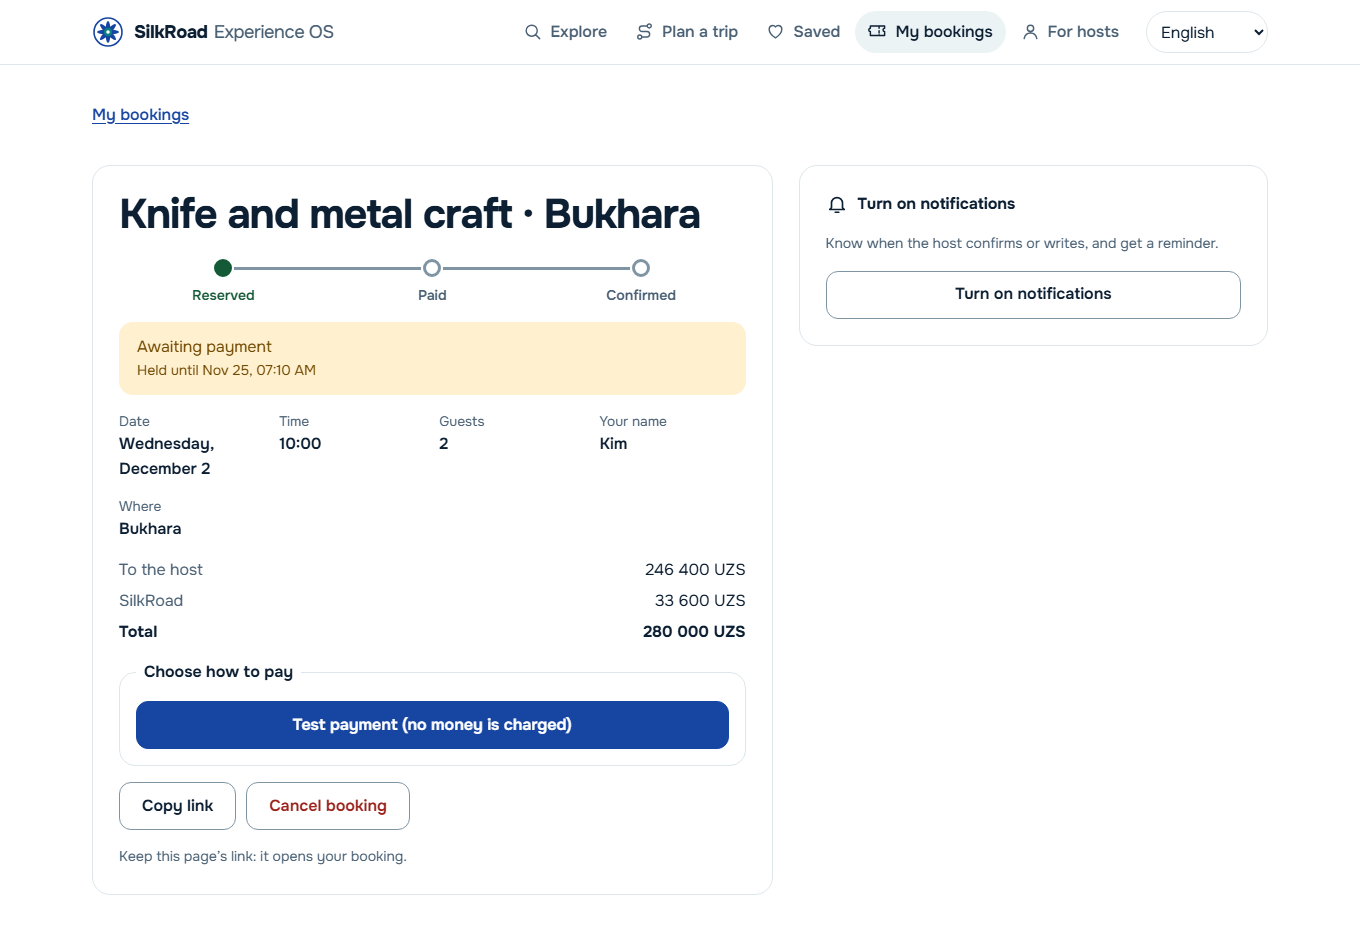 SilkRoad Experience OS
Explore
Plan a trip
Saved
My bookings
For hosts
English
My bookings
Knife and metal craft · Bukhara
Reserved
Paid
Confirmed
Awaiting payment
Held until Nov 25, 07:10 AM
Date
Wednesday,
December 2
Time
10:00
Guests
2
Your name
Kim
Where
Bukhara
To the host 246 400 UZS
SilkRoad 33 600 UZS
Total 280 000 UZS
Choose how to pay
Test payment (no money is charged)
Copy link
Cancel booking
Keep this page’s link: it opens your booking.
Turn on notifications
Know when the host confirms or writes, and get a reminder.
Turn on notifications